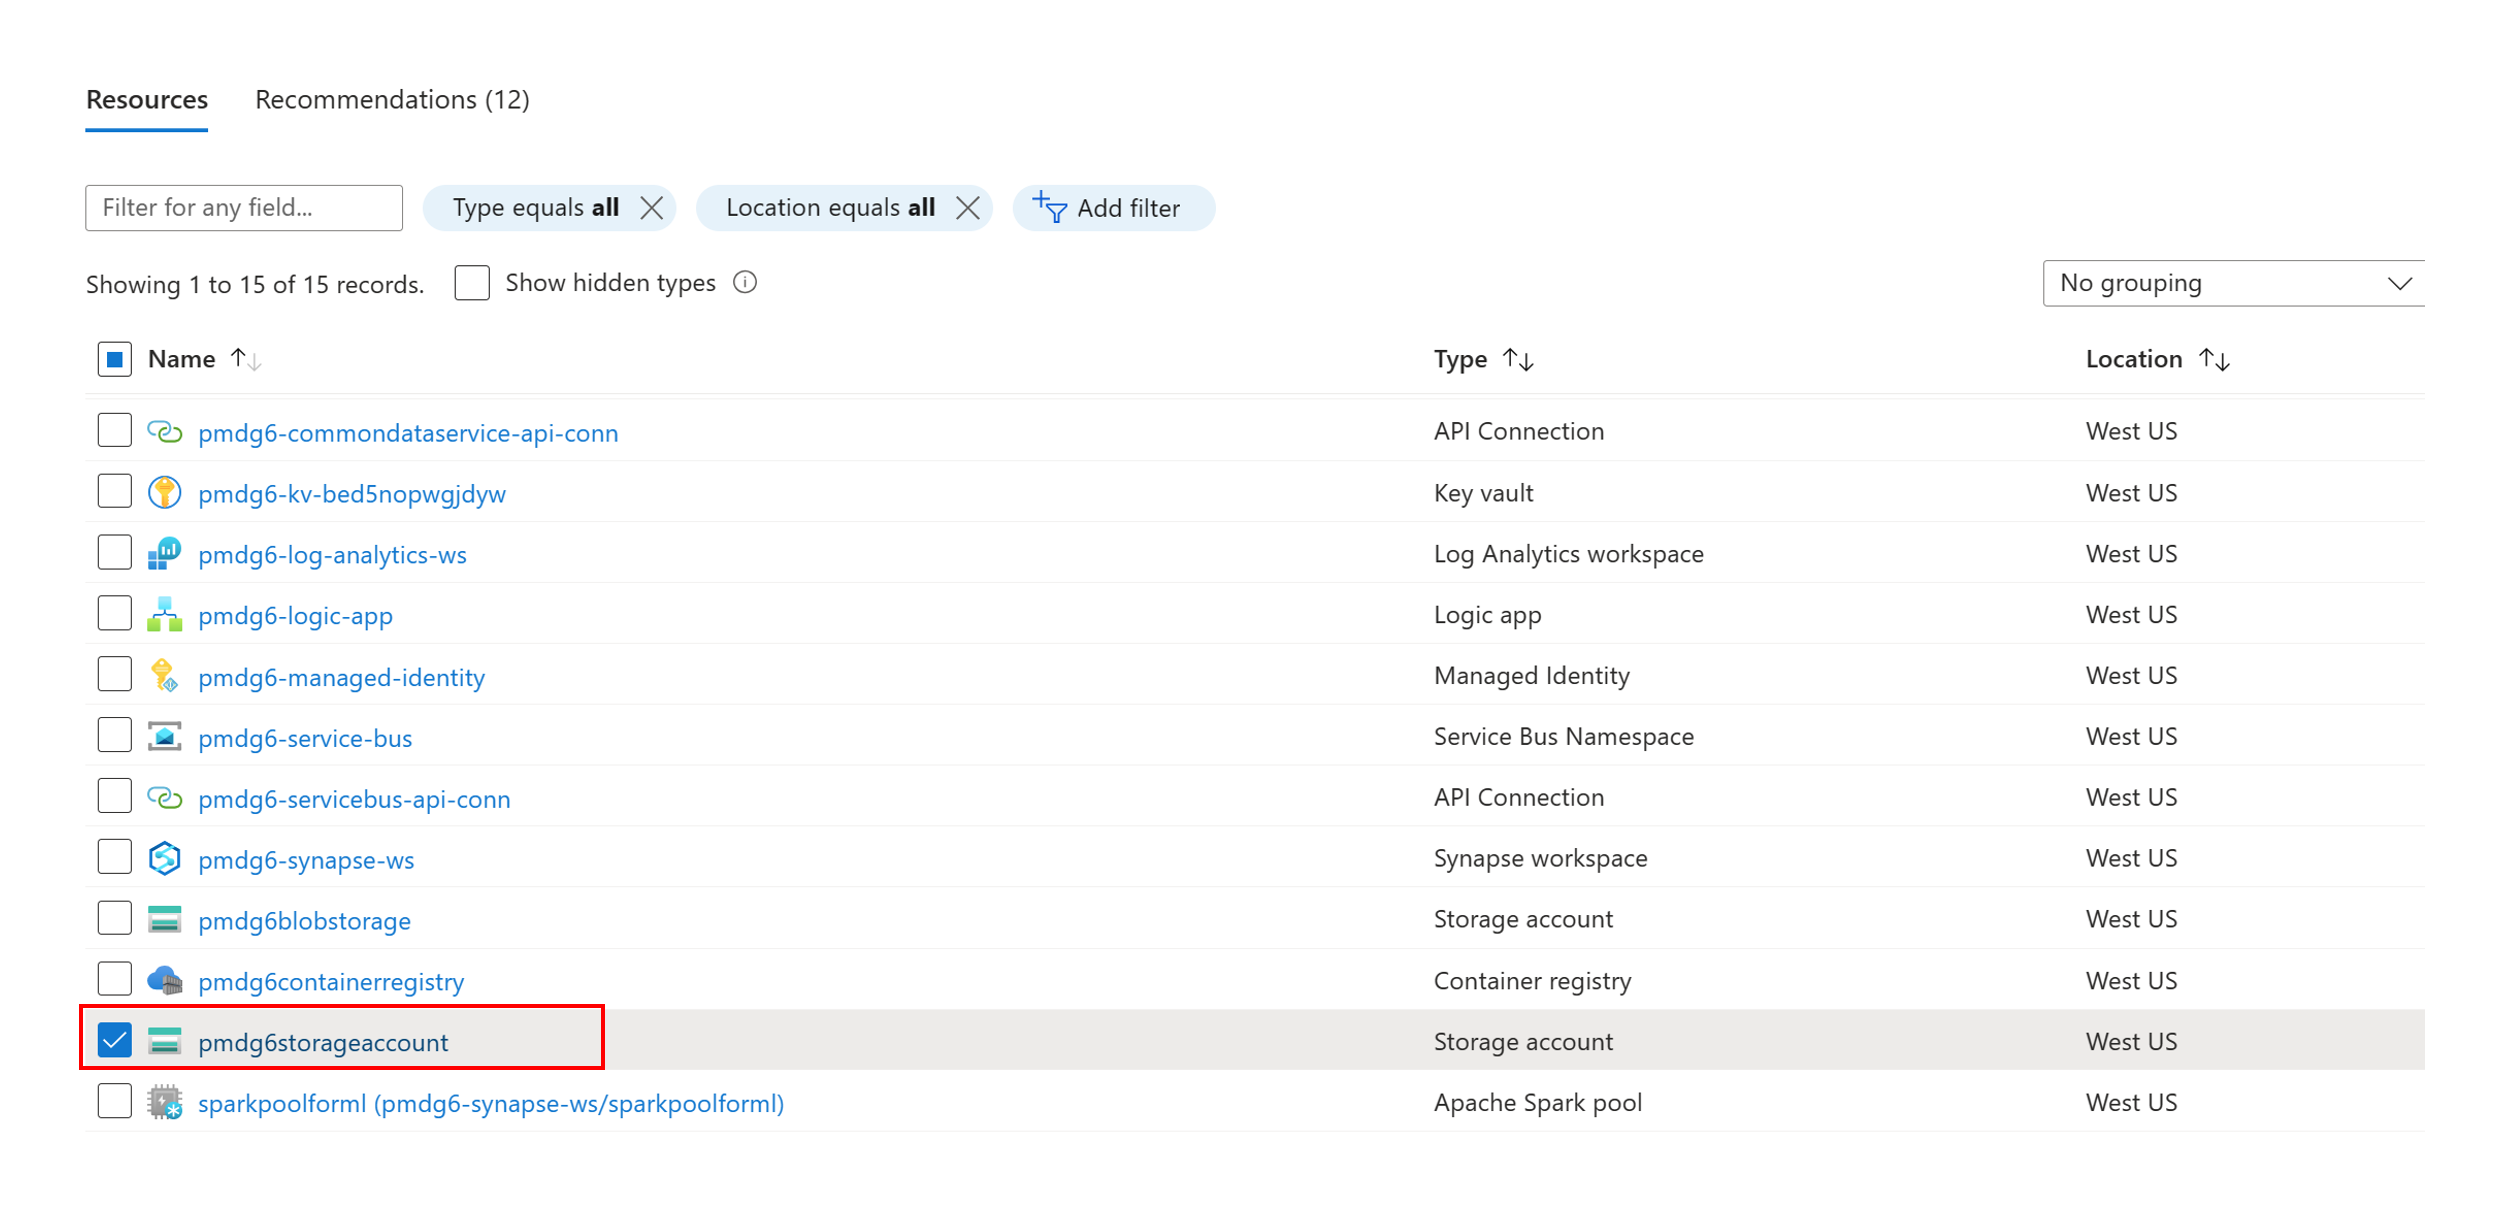 Resources Recommendations (12)
Filter for any field... Type equals all Location equals all Add filter
Showing 1 to 15 of 15 records. Show hidden types No grouping
Name Type Location
pmdg6-commondataservice-api-conn API Connection West US
pmdg6-kv-bed5nopwgjdyw Key vault West US
pmdg6-log-analytics-ws Log Analytics workspace West US
pmdg6-logic-app Logic app West US
pmdg6-managed-identity Managed Identity West US
pmdg6-service-bus Service Bus Namespace West US
pmdg6-servicebus-api-conn API Connection West US
pmdg6-synapse-ws Synapse workspace West US
pmdg6blobstorage Storage account West US
pmdg6containerregistry Container registry West US
pmdg6storageaccount Storage account West US
sparkpoolforml (pmdg6-synapse-ws/sparkpoolforml) Apache Spark pool West US